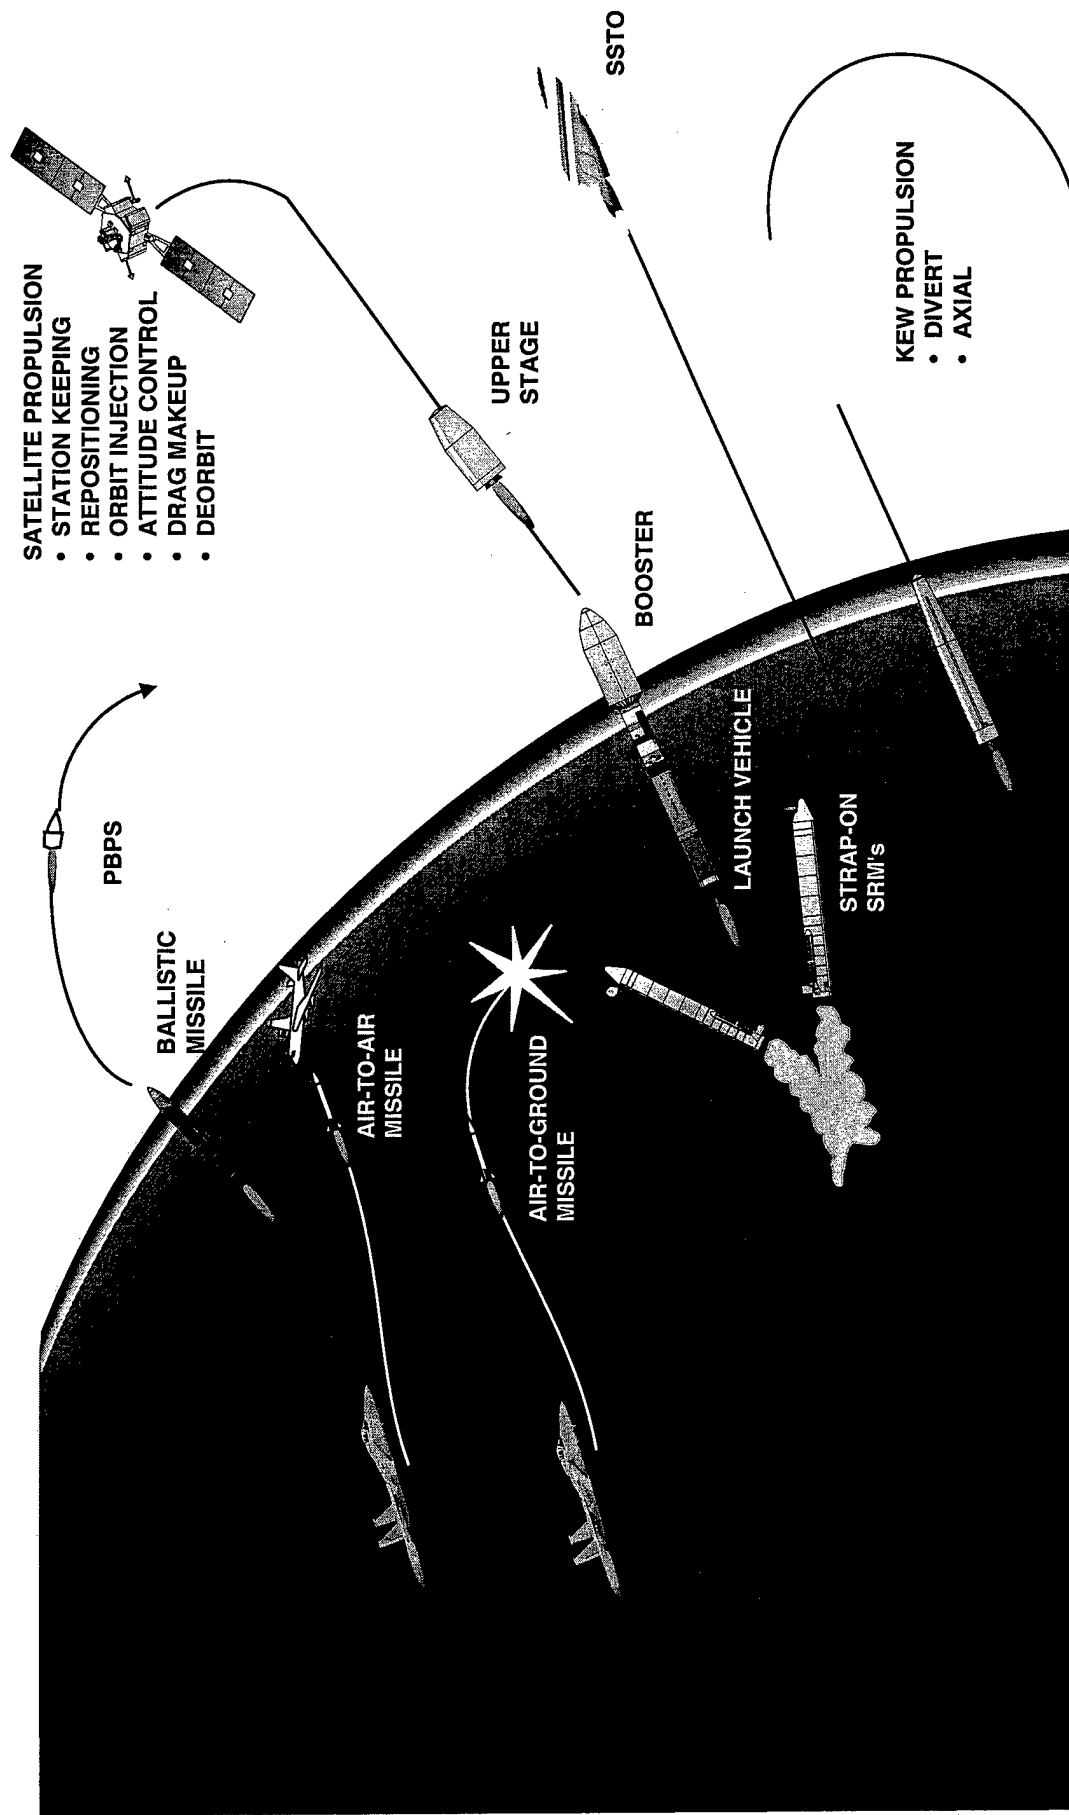 SATELLITE PROPULSION
• STATION KEEPING
• REPOSITIONING
• ORBIT INJECTION
• ATTITUDE CONTROL
• DRAG MAKEUP
• DEORBIT
PBPS
BALLISTIC
MISSILE
AIR-TO-AIR
MISSILE
AIR-TO-GROUND
MISSILE
UPPER
STAGE
BOOSTER
SSTO
LAUNCH VEHICLE
STRAP-ON
SRM's
KEW PROPULSION
• DIVERT
• AXIAL